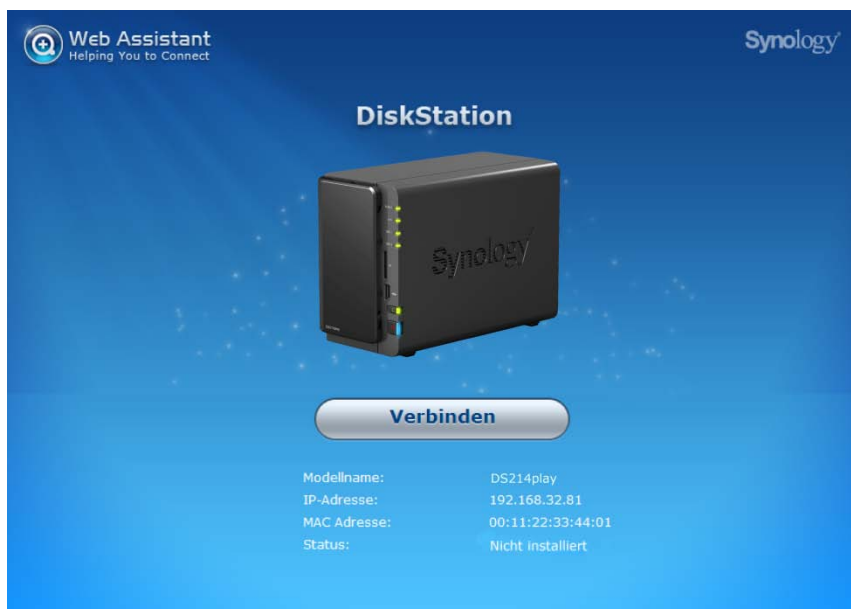 Web Assistant
Helping You to Connect
Synology
DiskStation
Synology
Verbinden
Modellname: DS214play
IP-Adresse: 192.168.32.81
MAC Adresse: 00:11:22:33:44:01
Status: Nicht installiert